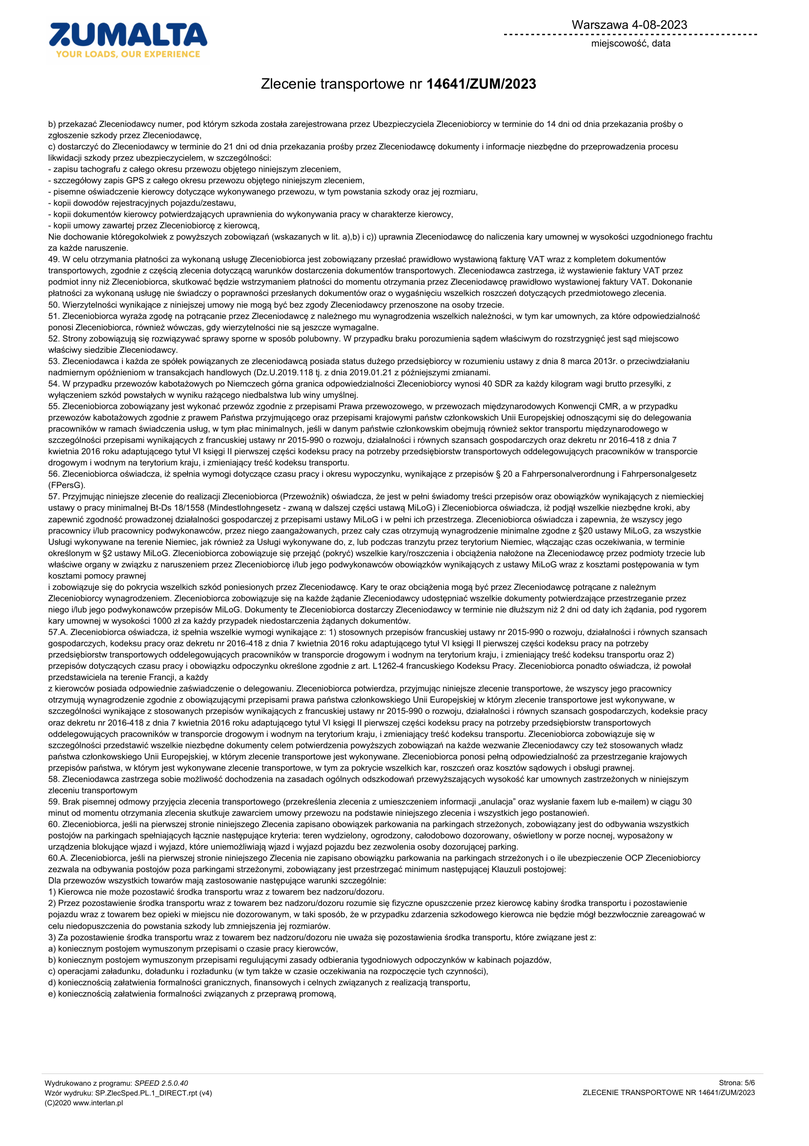 ZUMALTA
YOUR LOADS, OUR EXPERIENCE
Warszawa 4-08-2023
miejscowość, data
Zlecenie transportowe nr 14641/ZUM/2023
b) przekazać Zleceniodawcy numer, pod którym szkoda została zarejestrowana przez Ubezpieczyciela Zleceniobiorcy w terminie do 14 dni od dnia przekazania prośby o
zgłoszenie szkody przez Zleceniodawcę,
c) dostarczyć do Zleceniodawcy w terminie do 21 dni od dnia przekazania prośby przez Zleceniodawcę dokumenty i informacje niezbędne do przeprowadzenia procesu
likwidacji szkody przez ubezpieczycielem, w szczególności:
- zapisu tachografu z całego okresu przewozu objętego niniejszym zleceniem,
- szczegółowy zapis GPS z całego okresu przewozu objętego niniejszym zleceniem,
- pisemne oświadczenie kierowcy dotyczące wykonywanego przewozu, w tym powstania szkody oraz jej rozmiaru,
- kopii dowodów rejestracyjnych pojazdu/zestawu,
- kopii dokumentów kierowcy potwierdzających uprawnienia do wykonywania pracy w charakterze kierowcy,
- kopii umowy zawartej przez Zleceniobiorcę z kierowcą,
Nie dochowanie któregokolwiek z powyższych zobowiązań (wskazanych w lit. a),b) i c)) uprawnia Zleceniodawcę do naliczenia kary umownej w wysokości uzgodnionego frachtu
za każde naruszenie.
49. W celu otrzymania płatności za wykonaną usługę Zleceniobiorca jest zobowiązany przesłać prawidłowo wystawioną fakturę VAT wraz z kompletem dokumentów
transportowych, zgodnie z częścią zlecenia dotyczącą warunków dostarczenia dokumentów transportowych. Zleceniodawca zastrzega, iż wystawienie faktury VAT przez
podmiot inny niż Zleceniobiorca, skutkować będzie wstrzymaniem płatności do momentu otrzymania przez Zleceniodawcę prawidłowo wystawionej faktury VAT. Dokonanie
płatności za wykonaną usługę nie świadczy o poprawności przesłanych dokumentów oraz o wygaśnięciu wszelkich roszczeń dotyczących przedmiotowego zlecenia.
50. Wierzytelności wynikające z niniejszej umowy nie mogą być bez zgody Zleceniodawcy przenoszone na osoby trzecie.
51. Zleceniobiorca wyraża zgodę na potrącanie przez Zleceniodawcę z należnego mu wynagrodzenia wszelkich należności, w tym kar umownych, za które odpowiedzialność
ponosi Zleceniobiorca, również wówczas, gdy wierzytelności nie są jeszcze wymagalne.
52. Strony zobowiązują się rozwiązywać sprawy sporne w sposób polubowny. W przypadku braku porozumienia sądem właściwym do rozstrzygnięć jest sąd miejscowo
właściwy siedzibie Zleceniodawcy.
53. Zleceniodawca i każda ze spółek powiązanych ze zleceniodawcą posiada status dużego przedsiębiorcy w rozumieniu ustawy z dnia 8 marca 2013r. o przeciwdziałaniu
nadmiernym opóźnieniom w transakcjach handlowych (Dz.U.2019.118 tj. z dnia 2019.01.21 z późniejszymi zmianami.
54. W przypadku przewozów kabotażowych po Niemczech górna granica odpowiedzialności Zleceniobiorcy wynosi 40 SDR za każdy kilogram wagi brutto przesyłki, z
wyłączeniem szkód powstałych w wyniku rażącego niedbalstwa lub winy umyślnej.
55. Zleceniobiorca zobowiązany jest wykonać przewóz zgodnie z przepisami Prawa przewozowego, w przewozach międzynarodowych Konwencji CMR, a w przypadku
przewozów kabotażowych zgodnie z prawem Państwa przyjmującego oraz przepisami krajowymi państw członkowskich Unii Europejskiej odnoszącymi się do delegowania
pracowników w ramach świadczenia usług, w tym płac minimalnych, jeśli w danym państwie członkowskim obejmują również sektor transportu międzynarodowego w
szczególności przepisami wynikających z francuskiej ustawy nr 2015-990 o rozwoju, działalności i równych szansach gospodarczych oraz dekretu nr 2016-418 z dnia 7
kwietnia 2016 roku adaptującego tytuł VI księgi II pierwszej części kodeksu pracy na potrzeby przedsiębiorstw transportowych oddelegowujących pracowników w transporcie
drogowym i wodnym na terytorium kraju, i zmieniający treść kodeksu transportu.
56. Zleceniobiorca oświadcza, iż spełnia wymogi dotyczące czasu pracy i okresu wypoczynku, wynikające z przepisów § 20 a Fahrpersonalverordnung i Fahrpersonalgesetz
(FPersG).
57. Przyjmując niniejsze zlecenie do realizacji Zleceniobiorca (Przewoźnik) oświadcza, że jest w pełni świadomy treści przepisów oraz obowiązków wynikających z niemieckiej
ustawy o pracy minimalnej Bt-Ds 18/1558 (Mindestlohngesetz - zwaną w dalszej części ustawą MiLoG) i Zleceniobiorca oświadcza, iż podjął wszelkie niezbędne kroki, aby
zapewnić zgodność prowadzonej działalności gospodarczej z przepisami ustawy MiLoG i w pełni ich przestrzega. Zleceniobiorca oświadcza i zapewnia, że wszyscy jego
pracownicy i/lub pracownicy podwykonawców, przez niego zaangażowanych, przez cały czas otrzymują wynagrodzenie minimalne zgodne z §20 ustawy MiLoG, za wszystkie
Usługi wykonywane na terenie Niemiec, jak również za Usługi wykonywane do, z, lub podczas tranzytu przez terytorium Niemiec, włączając czas oczekiwania, w terminie
określonym w §2 ustawy MiLoG. Zleceniobiorca zobowiązuje się przejąć (pokryć) wszelkie kary/roszczenia i obciążenia nałożone na Zleceniodawcę przez podmioty trzecie lub
właściwe organy w związku z naruszeniem przez Zleceniobiorcę i/lub jego podwykonawców obowiązków wynikających z ustawy MiLoG wraz z kosztami postępowania w tym
kosztami pomocy prawnej
i zobowiązuje się do pokrycia wszelkich szkód poniesionych przez Zleceniodawcę. Kary te oraz obciążenia mogą być przez Zleceniodawcę potrącane z należnym
Zleceniobiorcy wynagrodzeniem. Zleceniobiorca zobowiązuje się na każde żądanie Zleceniodawcy udostępniać wszelkie dokumenty potwierdzające przestrzeganie przez
niego i/lub jego podwykonawców przepisów MiLoG. Dokumenty te Zleceniobiorca dostarczy Zleceniodawcy w terminie nie dłuższym niż 2 dni od daty ich żądania, pod rygorem
kary umownej w wysokości 1000 zł za każdy przypadek niedostarczenia żądanych dokumentów.
57.A. Zleceniobiorca oświadcza, iż spełnia wszelkie wymogi wynikające z: 1) stosownych przepisów francuskiej ustawy nr 2015-990 o rozwoju, działalności i równych szansach
gospodarczych, kodeksu pracy oraz dekretu nr 2016-418 z dnia 7 kwietnia 2016 roku adaptującego tytuł VI księgi II pierwszej części kodeksu pracy na potrzeby
przedsiębiorstw transportowych oddelegowujących pracowników w transporcie drogowym i wodnym na terytorium kraju, i zmieniający treść kodeksu transportu oraz 2)
przepisów dotyczących czasu pracy i obowiązku odpoczynku określone zgodnie z art. L1262-4 francuskiego Kodeksu Pracy. Zleceniobiorca ponadto oświadcza, iż powołał
przedstawiciela na terenie Francji, a każdy
z kierowców posiada odpowiednie zaświadczenie o delegowaniu. Zleceniobiorca potwierdza, przyjmując niniejsze zlecenie transportowe, że wszyscy jego pracownicy
otrzymują wynagrodzenie zgodnie z obowiązującymi przepisami prawa państwa członkowskiego Unii Europejskiej w którym zlecenie transportowe jest wykonywane, w
szczególności wynikające z stosownych przepisów wynikających z francuskiej ustawy nr 2015-990 o rozwoju, działalności i równych szansach gospodarczych, kodeksie pracy
oraz dekretu nr 2016-418 z dnia 7 kwietnia 2016 roku adaptującego tytuł VI księgi II pierwszej części kodeksu pracy na potrzeby przedsiębiorstw transportowych
oddelegowujących pracowników w transporcie drogowym i wodnym na terytorium kraju, i zmieniający treść kodeksu transportu. Zleceniobiorca zobowiązuje się w
szczególności przedstawić wszelkie niezbędne dokumenty celem potwierdzenia powyższych zobowiązań na każde wezwanie Zleceniodawcy czy też stosowanych władz
państwa członkowskiego Unii Europejskiej, w którym zlecenie transportowe jest wykonywane. Zleceniobiorca ponosi pełną odpowiedzialność za przestrzeganie krajowych
przepisów państwa, w którym jest wykonywane zlecenie transportowe, w tym za pokrycie wszelkich kar, roszczeń oraz kosztów sądowych i obsługi prawnej.
58. Zleceniodawca zastrzega sobie możliwość dochodzenia na zasadach ogólnych odszkodowań przewyższających wysokość kar umownych zastrzeżonych w niniejszym
zleceniu transportowym
59. Brak pisemnej odmowy przyjęcia zlecenia transportowego (przekreślenia zlecenia z umieszczeniem informacji „anulacja” oraz wysłanie faxem lub e-mailem) w ciągu 30
minut od momentu otrzymania zlecenia skutkuje zawarciem umowy przewozu na podstawie niniejszego zlecenia i wszystkich jego postanowień.
60. Zleceniobiorca, jeśli na pierwszej stronie niniejszego Zlecenia zapisano obowiązek parkowania na parkingach strzeżonych, zobowiązany jest do odbywania wszystkich
postojów na parkingach spełniających łącznie następujące kryteria: teren wydzielony, ogrodzony, całodobowo dozorowany, oświetlony w porze nocnej, wyposażony w
urządzenia blokujące wjazd i wyjazd, które uniemożliwiają wjazd i wyjazd pojazdu bez zezwolenia osoby dozorującej parking.
60.A. Zleceniobiorca, jeśli na pierwszej stronie niniejszego Zlecenia nie zapisano obowiązku parkowania na parkingach strzeżonych i o ile ubezpieczenie OCP Zleceniobiorcy
zezwala na odbywania postojów poza parkingami strzeżonymi, zobowiązany jest przestrzegać minimum następującej Klauzuli postojowej:
Dla przewozów wszystkich towarów mają zastosowanie następujące warunki szczególnie:
1) Kierowca nie może pozostawić środka transportu wraz z towarem bez nadzoru/dozoru.
2) Przez pozostawienie środka transportu wraz z towarem bez nadzoru/dozoru rozumie się fizyczne opuszczenie przez kierowcę kabiny środka transportu i pozostawienie
pojazdu wraz z towarem bez opieki w miejscu nie dozorowanym, w taki sposób, że w przypadku zdarzenia szkodowego kierowca nie będzie mógł bezzwłocznie zareagować w
celu niedopuszczenia do powstania szkody lub zmniejszenia jej rozmiarów.
3) Za pozostawienie środka transportu wraz z towarem bez nadzoru/dozoru nie uważa się pozostawienia środka transportu, które związane jest z:
a) koniecznym postojem wymuszonym przepisami o czasie pracy kierowców,
b) koniecznym postojem wymuszonym przepisami regulującymi zasady odbierania tygodniowych odpoczynków w kabinach pojazdów,
c) operacjami załadunku, doładunku i rozładunku (w tym także w czasie oczekiwania na rozpoczęcie tych czynności),
d) koniecznością załatwienia formalności granicznych, finansowych i celnych związanych z realizacją transportu,
e) koniecznością załatwienia formalności związanych z przeprawą promową,
Wydrukowano z programu: SPEED 2.5.0.40
Wzór wydruku: SP.ZlecSped.PL.1_DIRECT.rpt (v4)
(C)2020 www.interlan.pl
Strona: 5/6
ZLECENIE TRANSPORTOWE NR 14641/ZUM/2023